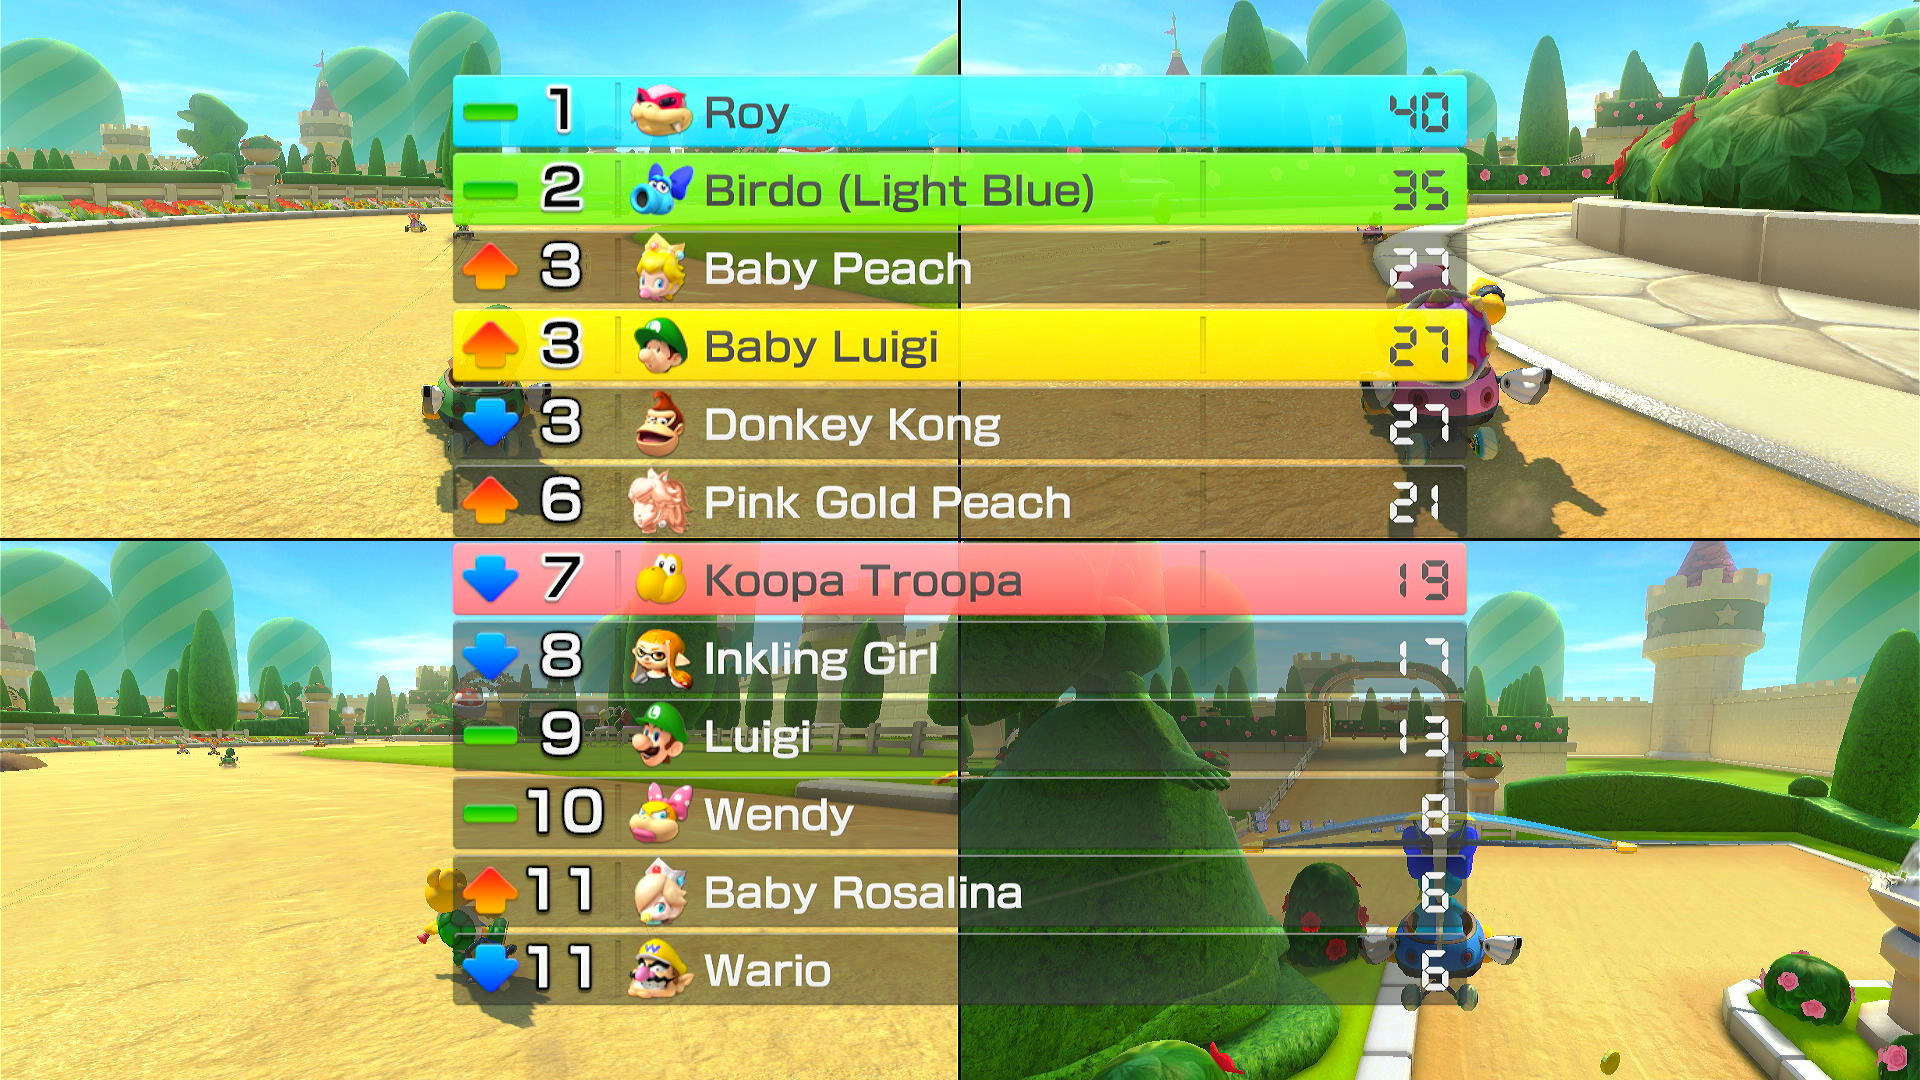 1 Roy 40
2 Birdo (Light Blue) 35
3 Baby Peach 27
3 Baby Luigi 27
3 Donkey Kong 27
6 Pink Gold Peach 21
7 Koopa Troopa 19
8 Inkling Girl 17
9 Luigi 13
10 Wendy 8
11 Baby Rosalina 6
11 Wario 6